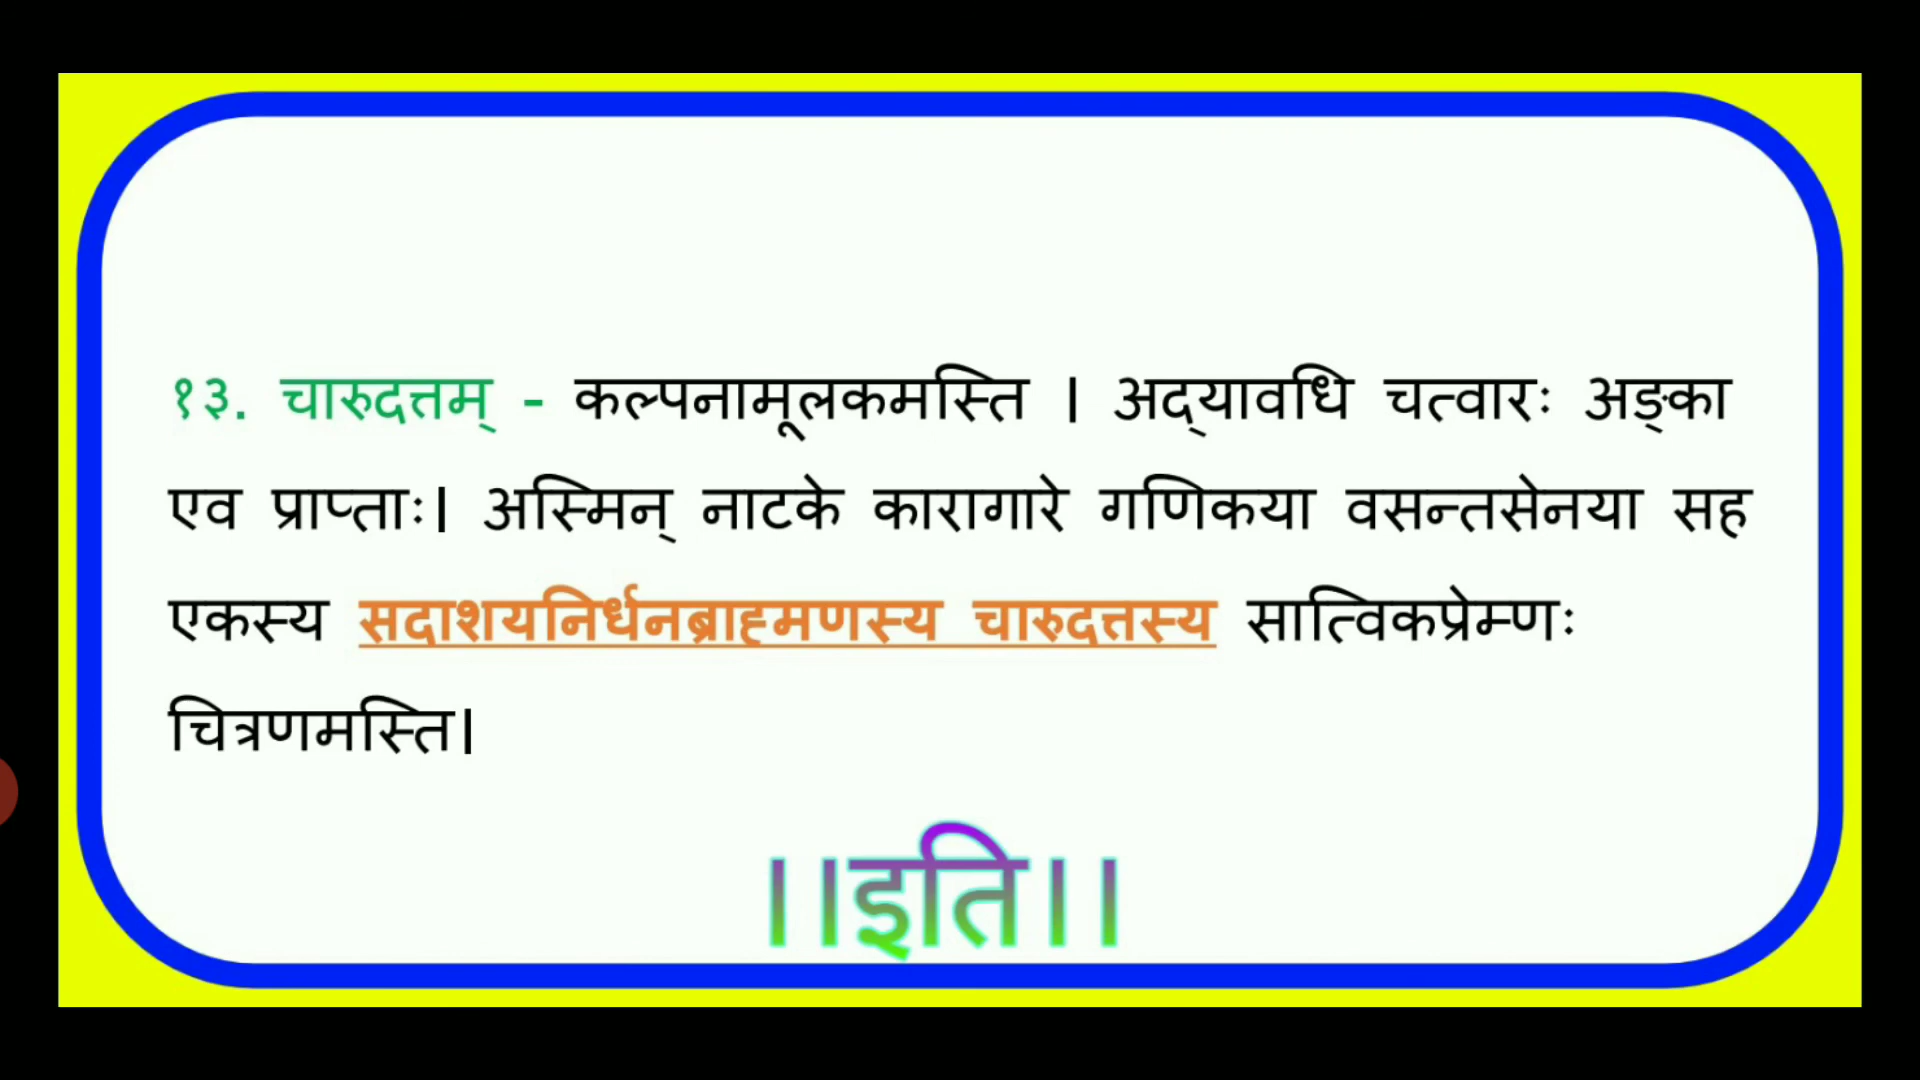 १३. चारुदत्तम् - कल्पनामूलकमस्ति । अद्यावधि चत्वारः अङ्का
एव प्राप्ताः। अस्मिन् नाटके कारागारे गणिकया वसन्तसेनया सह
एकस्य सदाशयनिर्धनब्राह्मणस्य चारुदत्तस्य सात्विकप्रेम्णः
चित्रणमस्ति।
।।इति।।